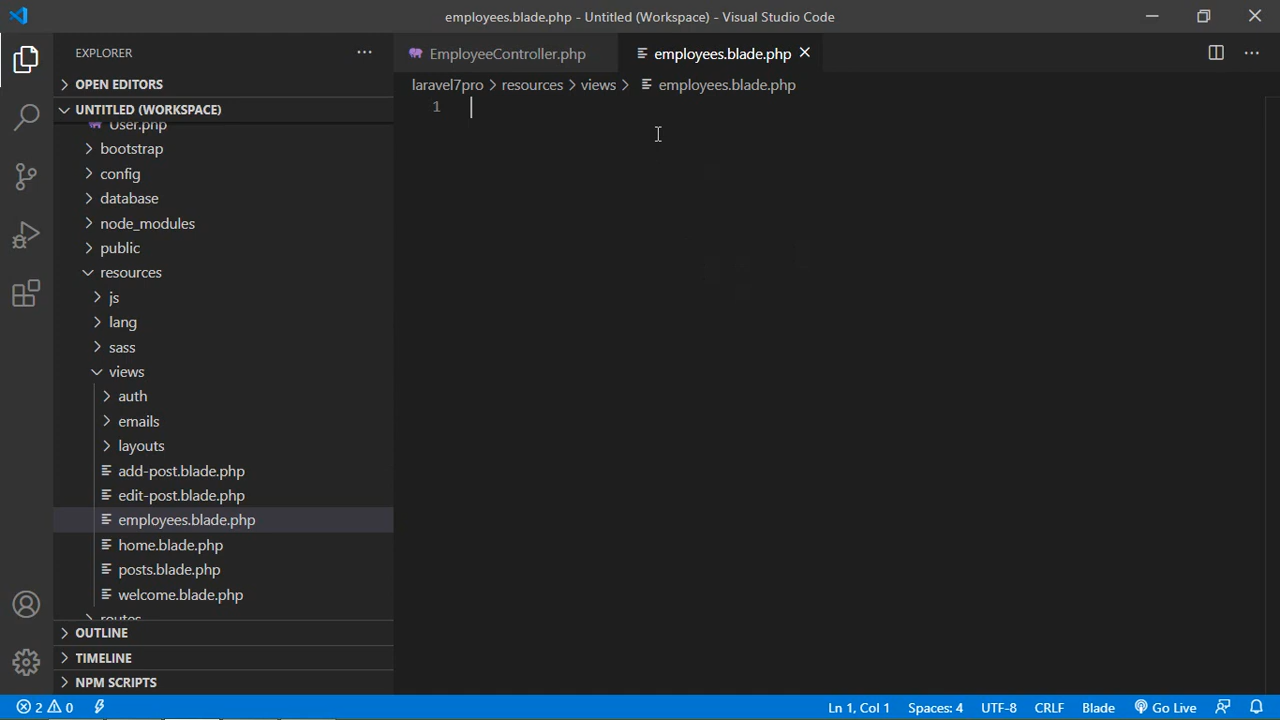 employees.blade.php - Untitled (Workspace) - Visual Studio Code
EXPLORER
EmployeeController.php
employees.blade.php
OPEN EDITORS
laravel7pro > resources > views > employees.blade.php
UNTITLED (WORKSPACE)
1
User.php
bootstrap
config
database
node_modules
public
resources
js
lang
sass
views
auth
emails
layouts
add-post.blade.php
edit-post.blade.php
employees.blade.php
home.blade.php
posts.blade.php
welcome.blade.php
routes
OUTLINE
TIMELINE
NPM SCRIPTS
2 0 Ln 1, Col 1 Spaces: 4 UTF-8 CRLF Blade Go Live